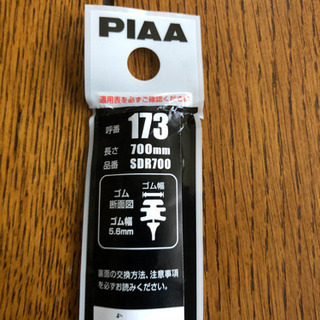 PIAA
適用表を必ずご確認ください
呼番 173
長さ 700mm
品番 SDR700
ゴム幅
ゴム
断面図
ゴム幅
5.6mm
裏面の交換方法、注意事項
を必ずお読みください。